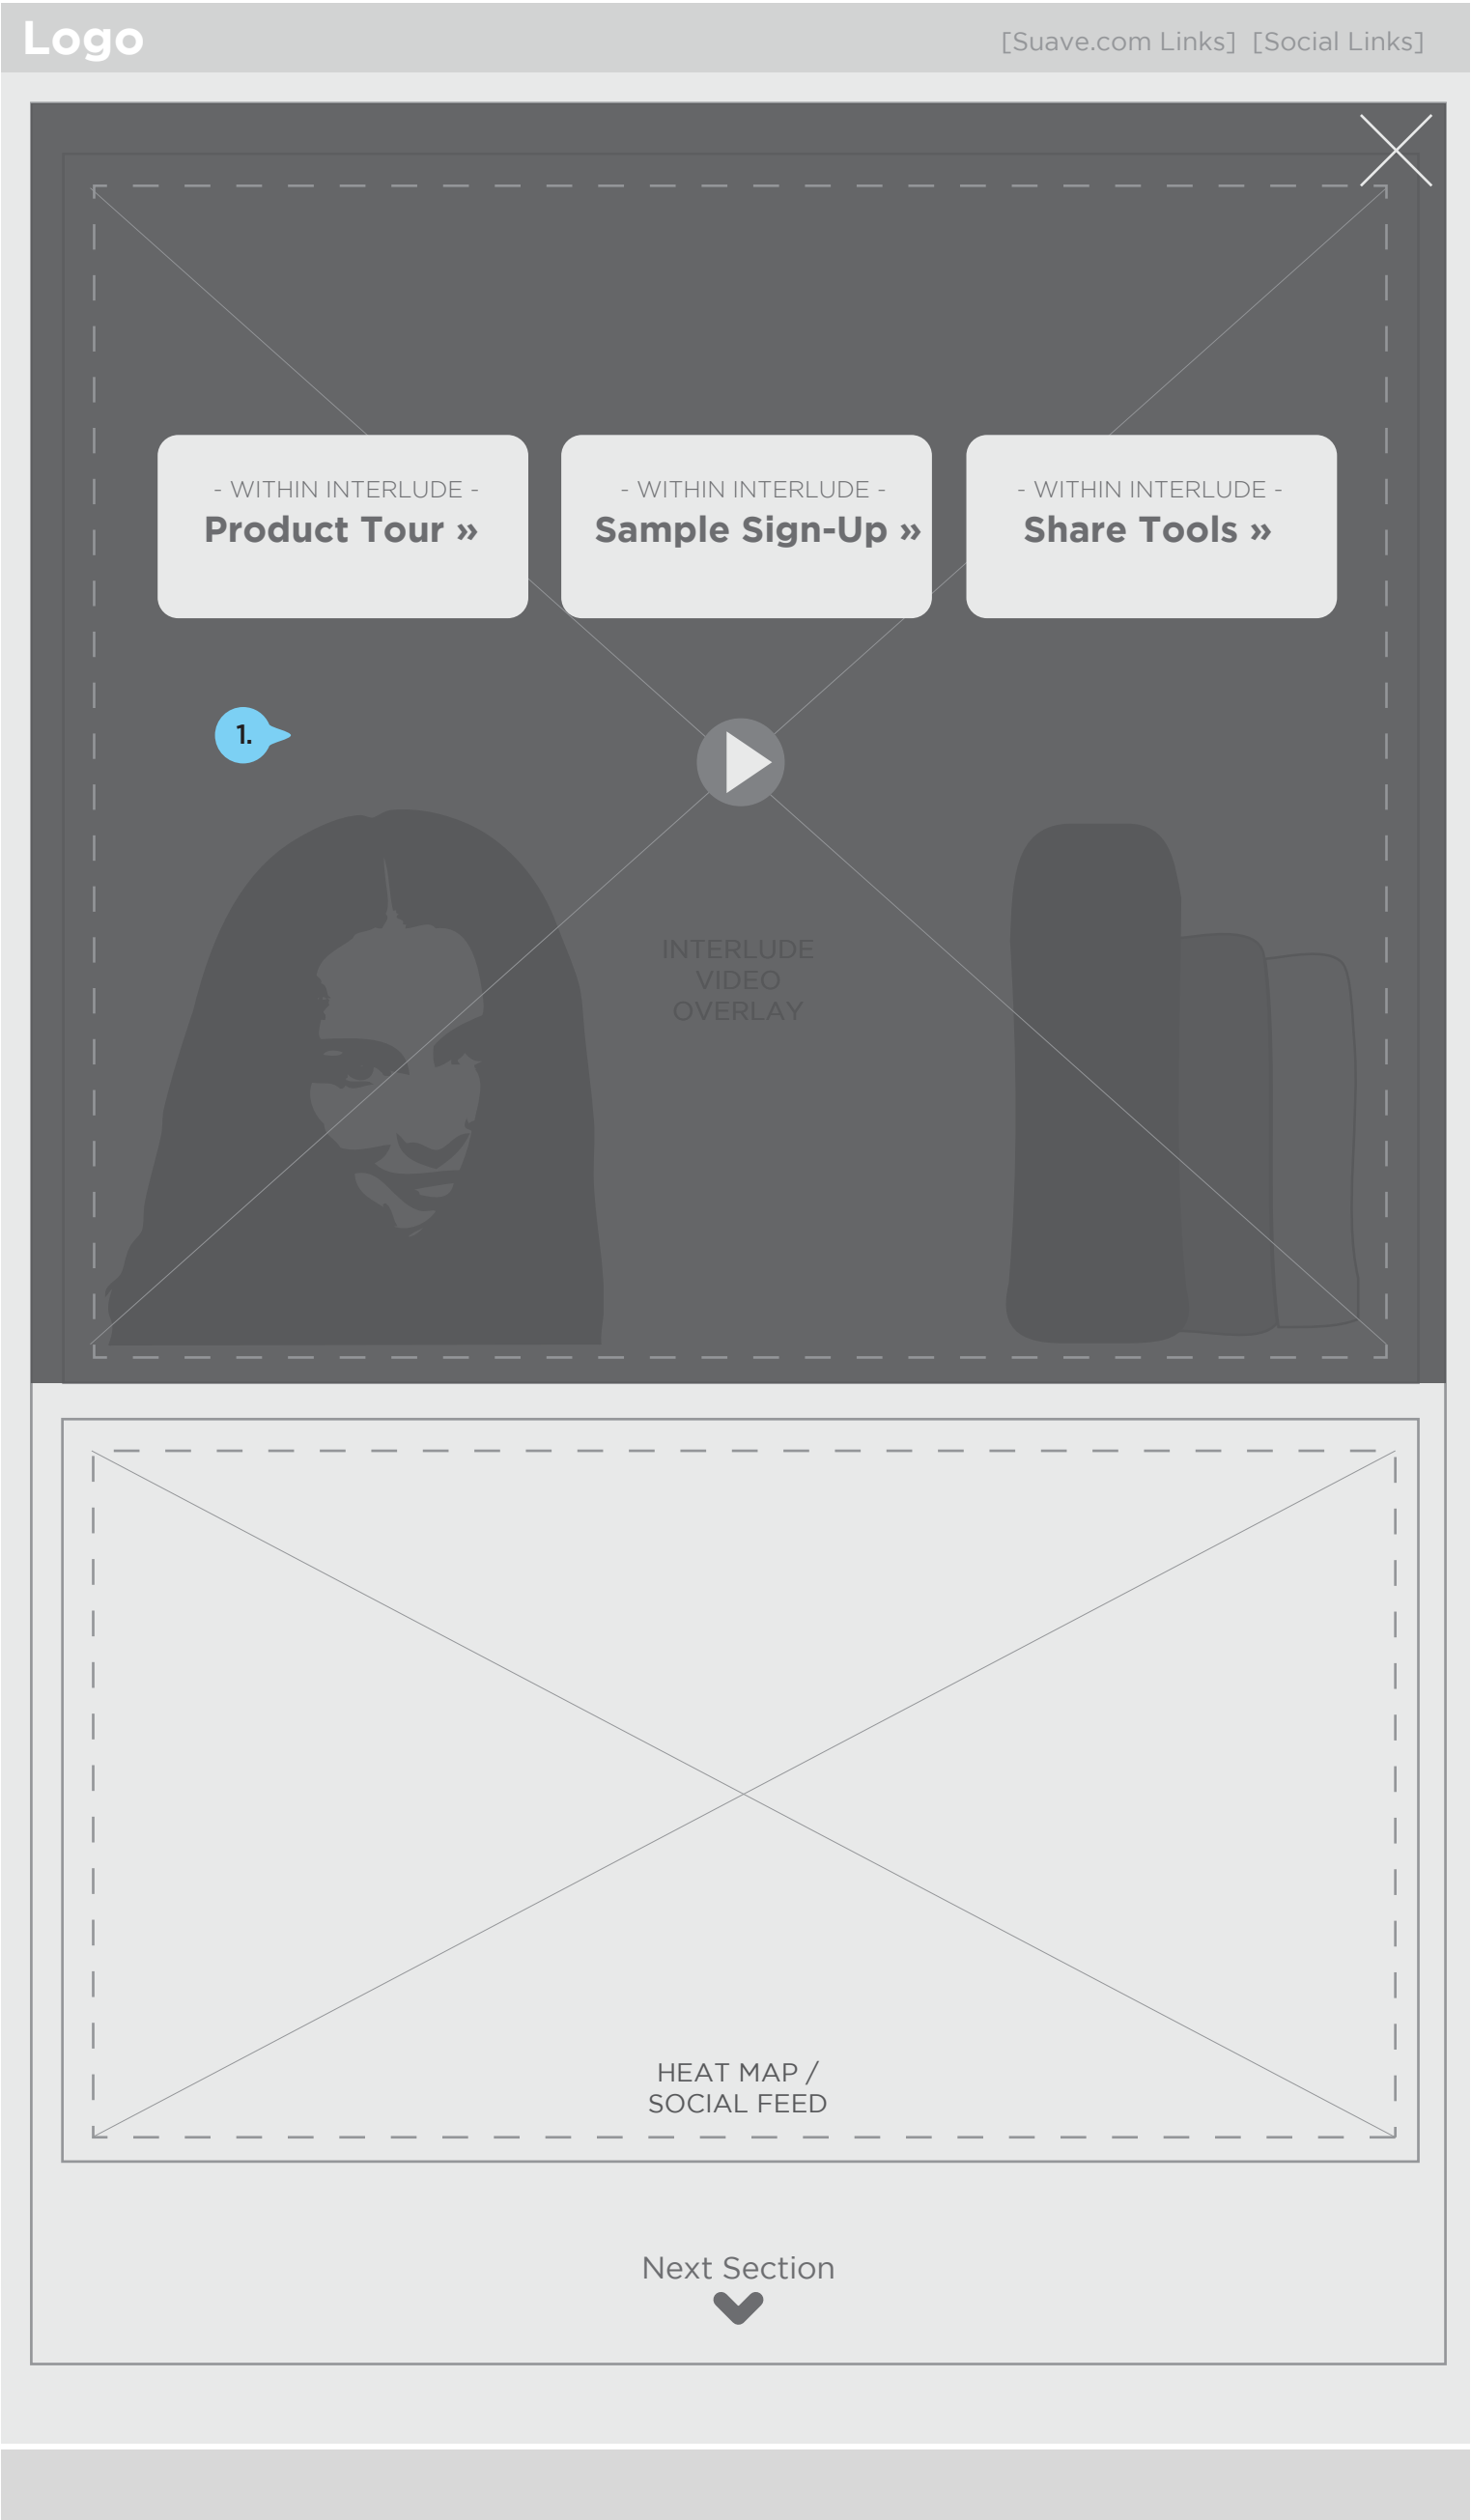 Logo
[Suave.com Links] [Social Links]
- WITHIN INTERLUDE -
Product Tour »
- WITHIN INTERLUDE -
Sample Sign-Up »
- WITHIN INTERLUDE -
Share Tools »
1.
INTERLUDE
VIDEO
OVERLAY
HEAT MAP /
SOCIAL FEED
Next Section